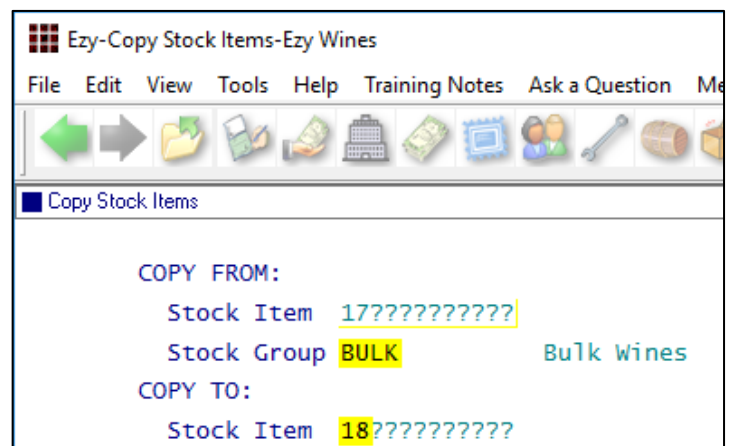 Ezy-Copy Stock Items-Ezy Wines
File Edit View Tools Help Training Notes Ask a Question Me
Copy Stock Items
COPY FROM:
Stock Item 17???????????
Stock Group BULK Bulk Wines
COPY TO:
Stock Item 18???????????